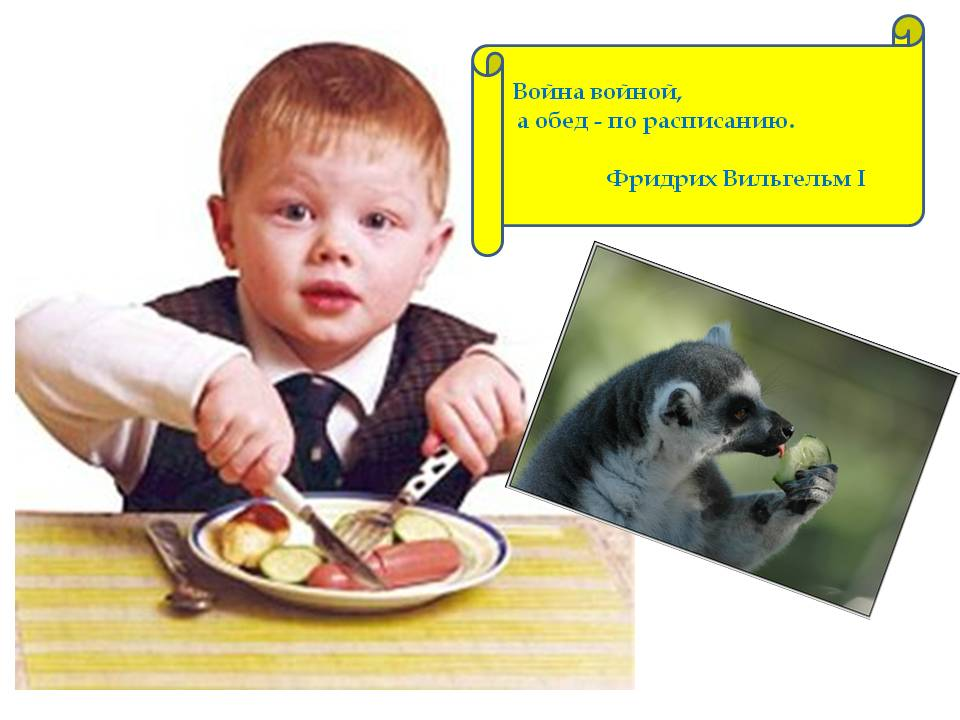 Война войной,
а обед - по расписанию.
Фридрих Вильгельм I